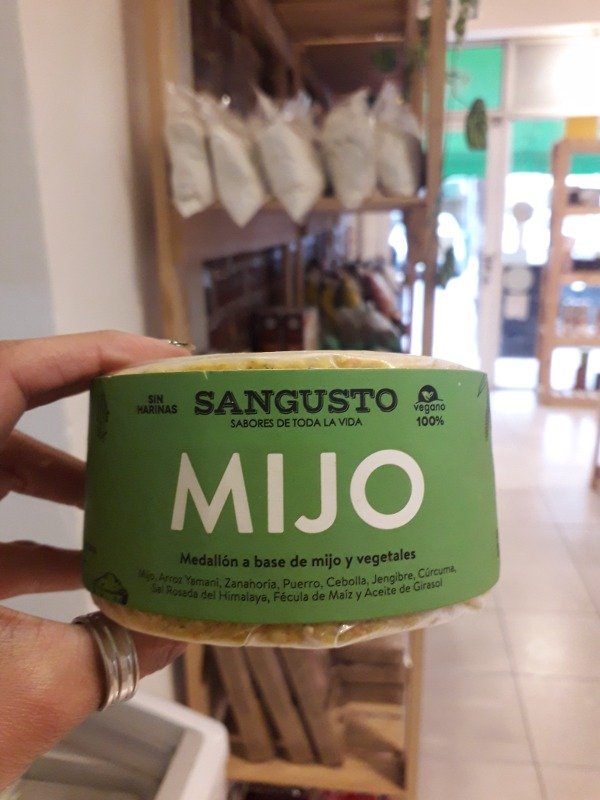 SIN
HARINAS
SANGUSTO
SABORES DE TODA LA VIDA
vegano
100%
MIJO
Medallón a base de mijo y vegetales
Mijo, Arroz Yamani, Zanahoria, Puerro, Cebolla, Jengibre, Cúrcuma,
Sal Rosada del Himalaya, Fécula de Maíz y Aceite de Girasol